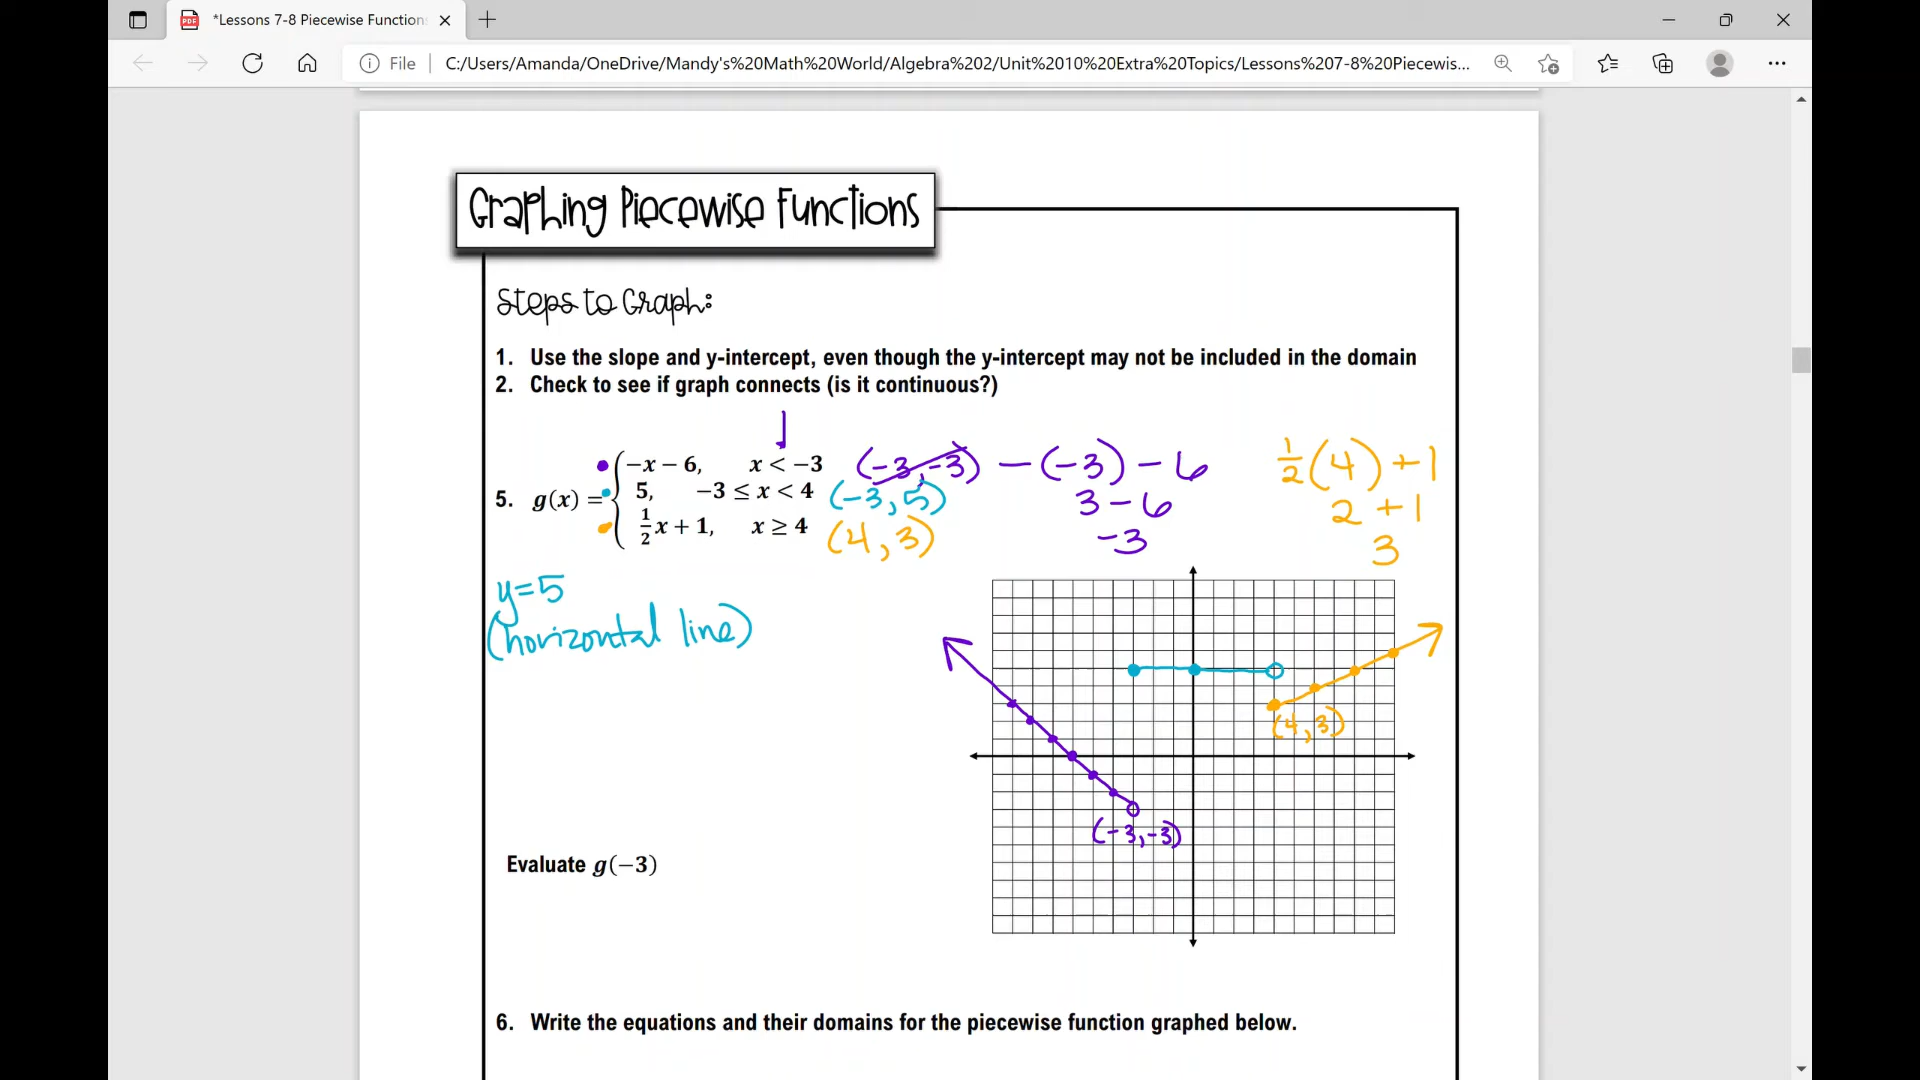 *Lessons 7-8 Piecewise Function
File | C:/Users/Amanda/OneDrive/Mandy's%20Math%20World/Algebra%202/Unit%2010%20Extra%20Topics/Lessons%207-8%20Piecewis...
Graphing Piecewise Functions
Steps to Graph:
1. Use the slope and y-intercept, even though the y-intercept may not be included in the domain
2. Check to see if graph connects (is it continuous?)
5. g(x) =
−x − 6, x < −3
5, −3 ≤ x < 4
1/2 x + 1, x ≥ 4
(-3,-3)
(-3,5)
(4,3)
-(-3)-6
3-6
-3
1/2(4)+1
2+1
3
y=5
(horizontal line)
(4,3)
(-3,-3)
Evaluate g(−3)
6. Write the equations and their domains for the piecewise function graphed below.